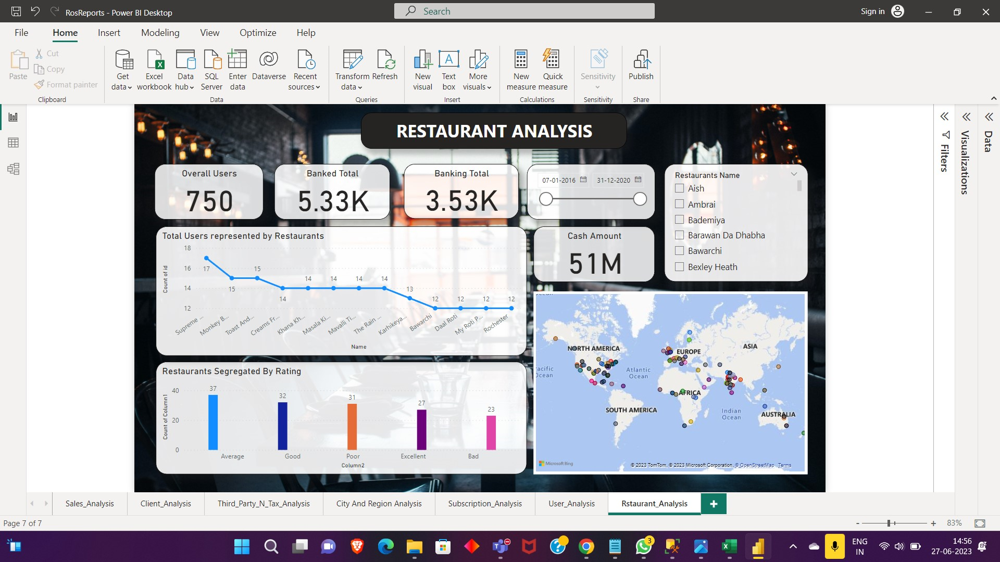 RosReports - Power BI Desktop
Search
Sign in
File Home Insert Modeling View Optimize Help
Paste
Cut
Copy
Format painter
Clipboard
Get data
Excel workbook
Data hub
SQL Server
Enter data
Dataverse
Recent sources
Data
Transform data
Refresh
Queries
New visual
Text box
More visuals
Insert
New measure
Quick measure
Calculations
Sensitivity
Sensitivity
Publish
Share
RESTAURANT ANALYSIS
Overall Users
750
Banked Total
5.33K
Banking Total
3.53K
07-01-2016
31-12-2020
Restaurants Name
Aish
Ambrai
Bademiya
Barawan Da Dhabha
Bawarchi
Bexley Heath
Total Users represented by Restaurants
Count of id
18
16
14
12
17
15
15
14
14
14
14
14
13
12
12
12
12
Supreme ...
Monkey B...
Toast And...
Creams Fr...
Khana Kh...
Masala Ki...
Mavalli Ti...
The Rain ...
Karhikeya...
Bawarchi
Daal Roti
My Roti P...
Rochester
Name
Cash Amount
51M
NORTH AMERICA
EUROPE
ASIA
Atlantic
Ocean
AFRICA
SOUTH AMERICA
Indian
Ocean
AUSTRALIA
Microsoft Bing
© 2023 TomTom, © 2023 Microsoft Corporation, © OpenStreetMap Terms
Restaurants Segregated By Rating
Count of Column1
40
20
0
37
32
31
27
23
Average
Good
Poor
Excellent
Bad
Column2
Filters
Visualizations
Data
Sales_Analysis
Client_Analysis
Third_Party_N_Tax_Analysis
City And Region Analysis
Subscription_Analysis
User_Analysis
Rstaurant_Analysis
Page 7 of 7
83%
3
ENG
IN
14:56
27-06-2023